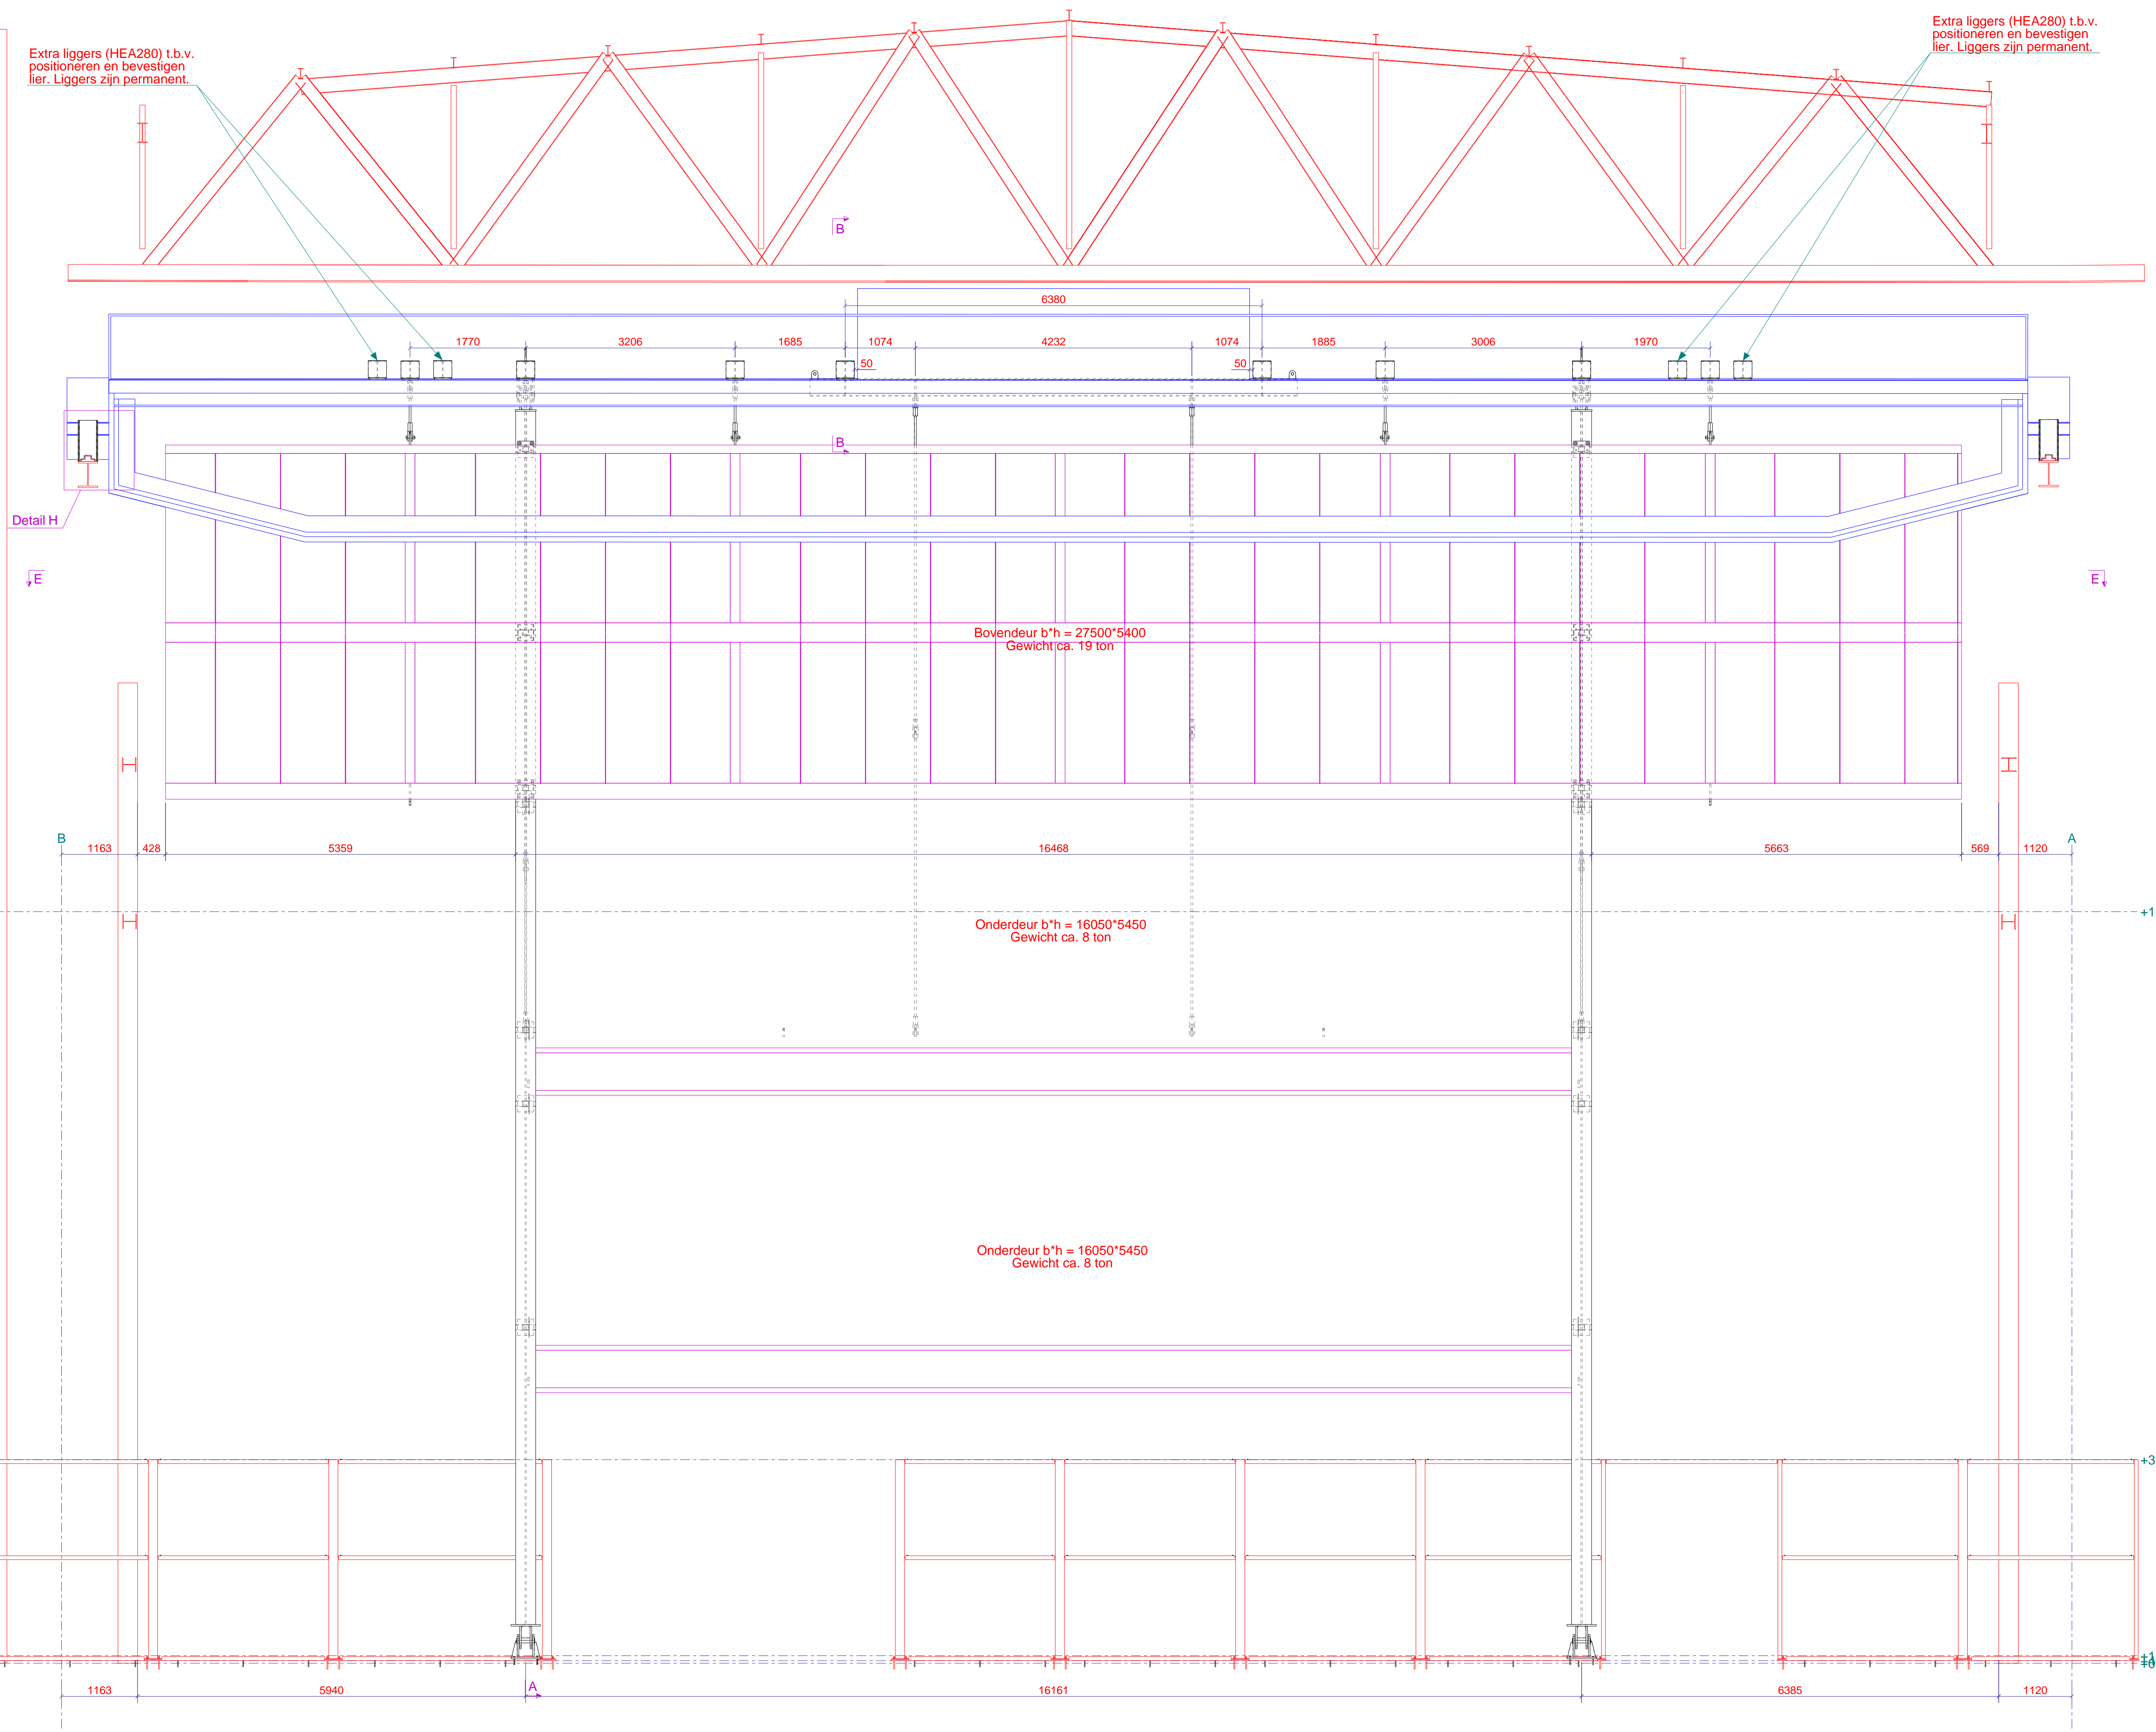 Extra liggers (HEA280) t.b.v.
positioneren en bevestigen
lier. Liggers zijn permanent.
Extra liggers (HEA280) t.b.v.
positioneren en bevestigen
lier. Liggers zijn permanent.
B
6380
1770
3206
1685
1074
4232
1074
1885
3006
1970
50
50
B
Detail H
E
E
Bovendeur b*h = 27500*5400
Gewicht ca. 19 ton
B
1163
428
5359
16468
5663
569
1120
A
+1
Onderdeur b*h = 16050*5450
Gewicht ca. 8 ton
Onderdeur b*h = 16050*5450
Gewicht ca. 8 ton
+3
1163
5940
A
16161
6385
1120